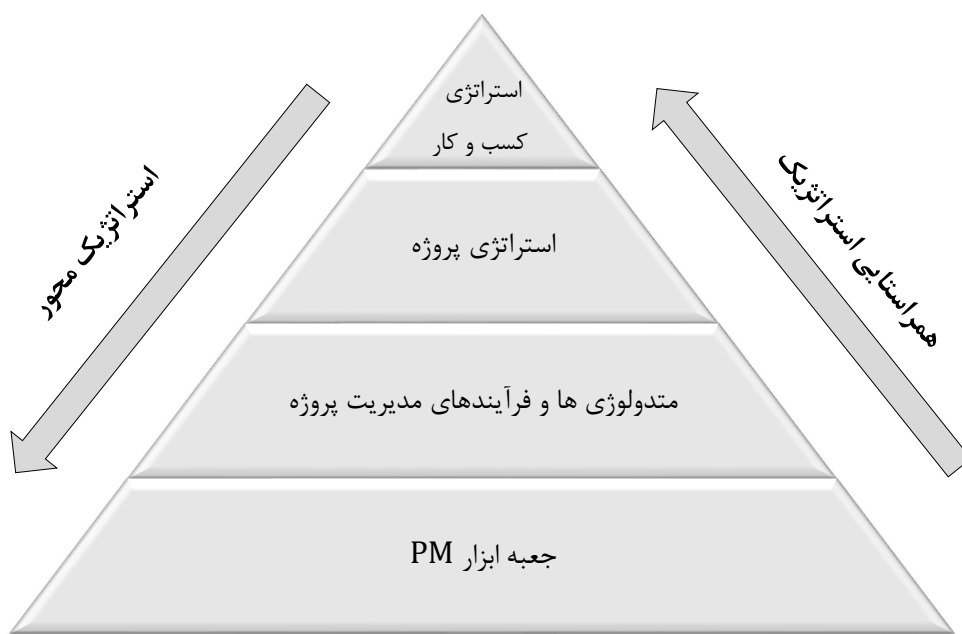 استراتژی
کسب و کار
استراتژی پروژه
متدولوژی ها و فرآیندهای مدیریت پروژه
جعبه ابزار PM
همراستایی استراتژیک
استراتژیک محور